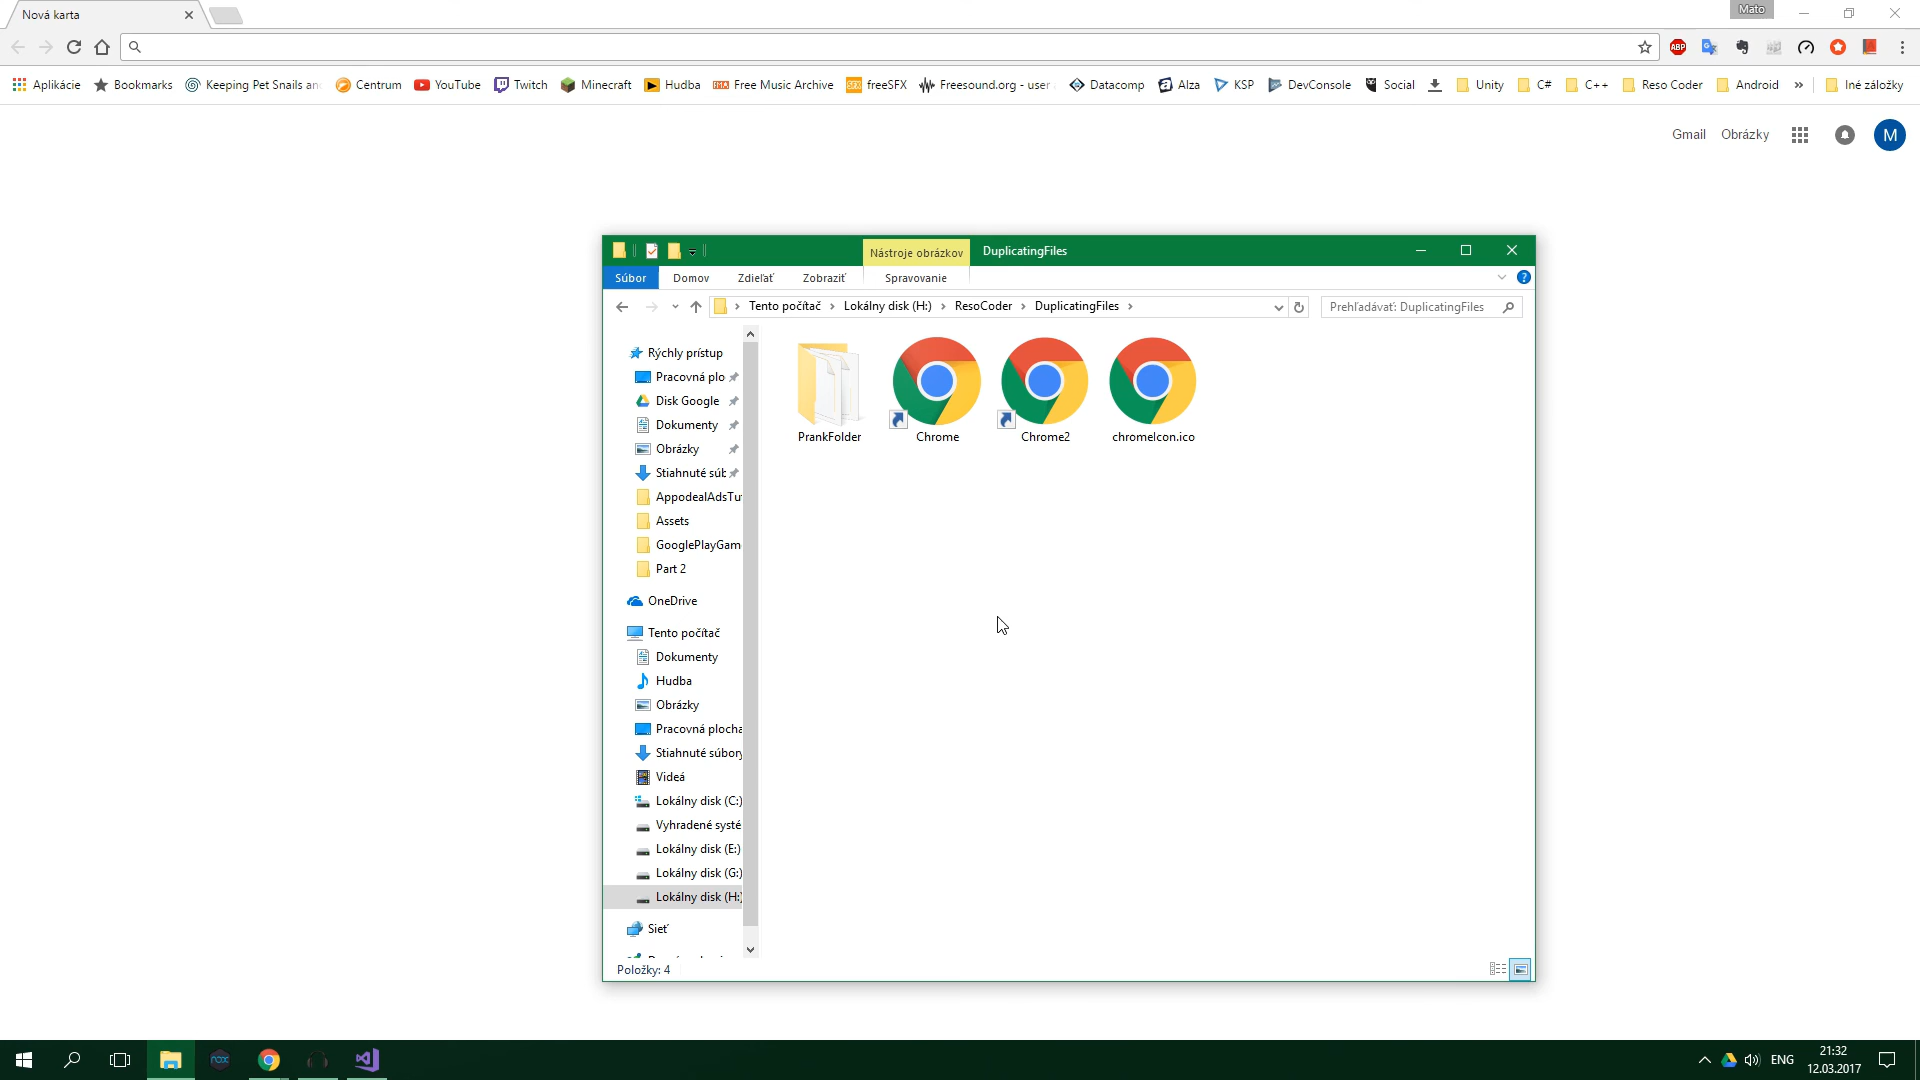 Nová karta
Mato
Aplikácie Bookmarks Keeping Pet Snails an Centrum YouTube Twitch Minecraft Hudba Free Music Archive freeSFX Freesound.org - user Datacomp Alza KSP DevConsole Social Unity C# C++ Reso Coder Android » Iné záložky
Gmail Obrázky M
Nástroje obrázkov DuplicatingFiles
Súbor Domov Zdieľať Zobraziť Spravovanie
Tento počítač Lokálny disk (H:) ResoCoder DuplicatingFiles Prehľadávať: DuplicatingFiles
Rýchly prístup
Pracovná plo
Disk Google
Dokumenty
Obrázky
Stiahnuté súb
AppodealAdsTu
Assets
GooglePlayGam
Part 2
OneDrive
Tento počítač
Dokumenty
Hudba
Obrázky
Pracovná plocha
Stiahnuté súbory
Videá
Lokálny disk (C:)
Vyhradené systé
Lokálny disk (E:)
Lokálny disk (G:)
Lokálny disk (H:)
Sieť
PrankFolder Chrome Chrome2 chromeIcon.ico
Položky: 4
ENG 21:32
12.03.2017